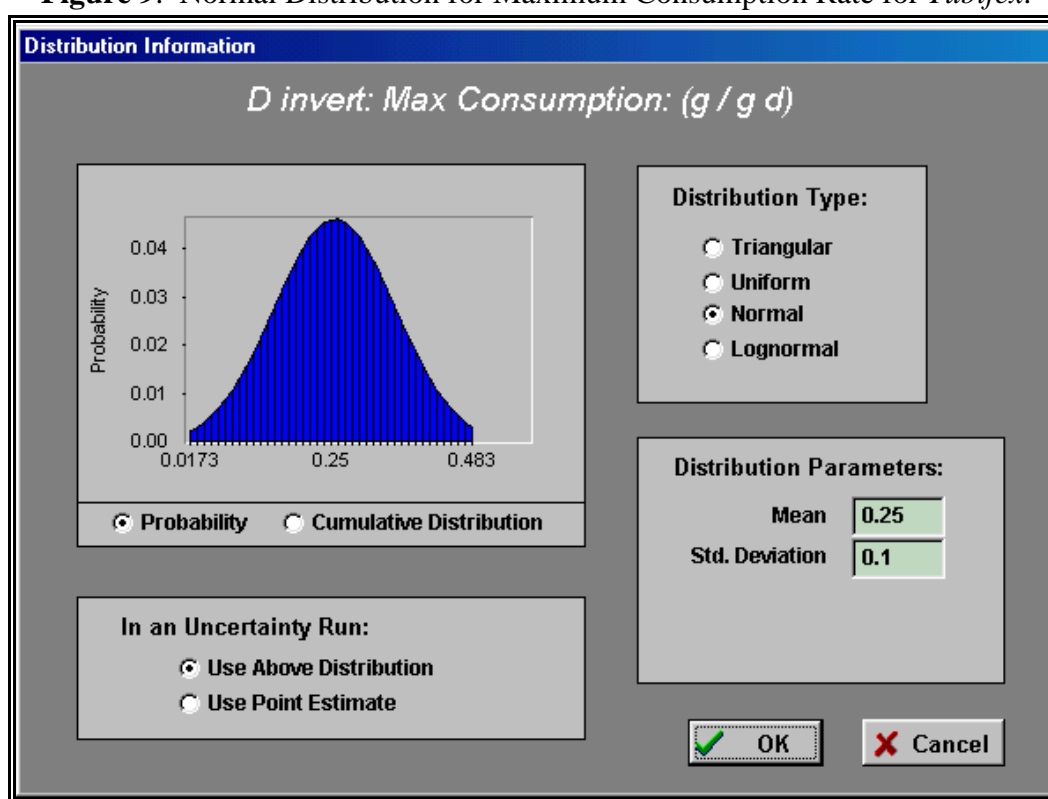 Figure 9. Normal Distribution for Maximum Consumption Rate for Tubifex.
Distribution Information
D invert: Max Consumption: (g / g d)
Probability
0.04
0.03
0.02
0.01
0.00
0.0173 0.25 0.483
Probability Cumulative Distribution
Distribution Type:
Triangular
Uniform
Normal
Lognormal
Distribution Parameters:
Mean 0.25
Std. Deviation 0.1
In an Uncertainty Run:
Use Above Distribution
Use Point Estimate
OK Cancel